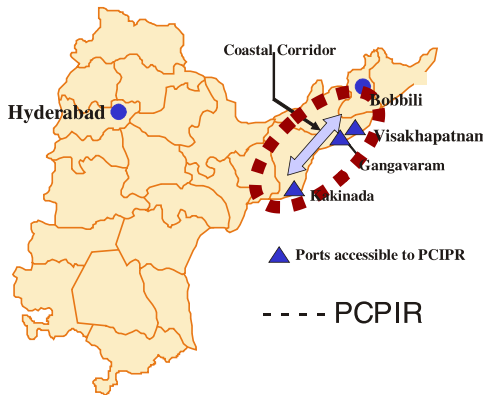 Coastal Corridor
Bobbili
Hyderabad
Visakhapatnan
Gangavaram
Kakinada
Ports accessible to PCIPR
PCPIR